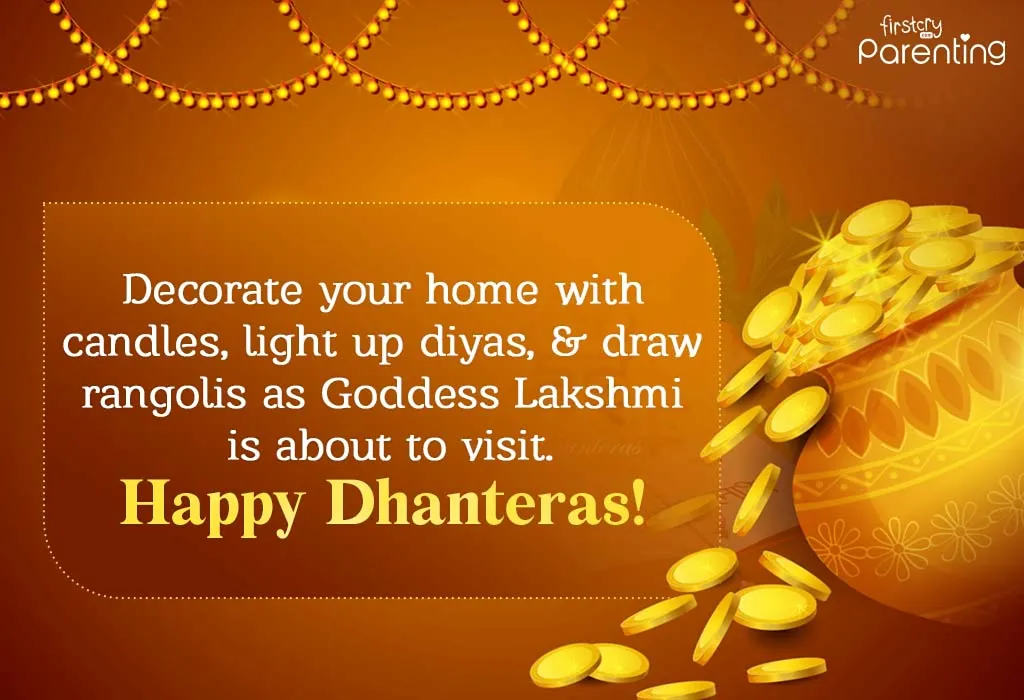 firstcry
.com
Parenting
Decorate your home with
candles, light up diyas, & draw
rangolis as Goddess Lakshmi
is about to visit.
Happy Dhanteras!